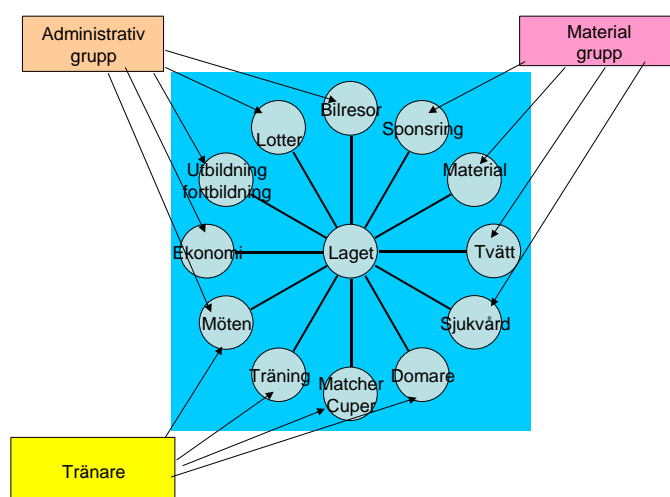 Administrativ
grupp
Material
grupp
Bilresor
Lotter
Sponsring
Utbildning
fortbildning
Material
Ekonomi
Laget
Tvätt
Möten
Sjukvård
Träning
Matcher
Cuper
Domare
Tränare